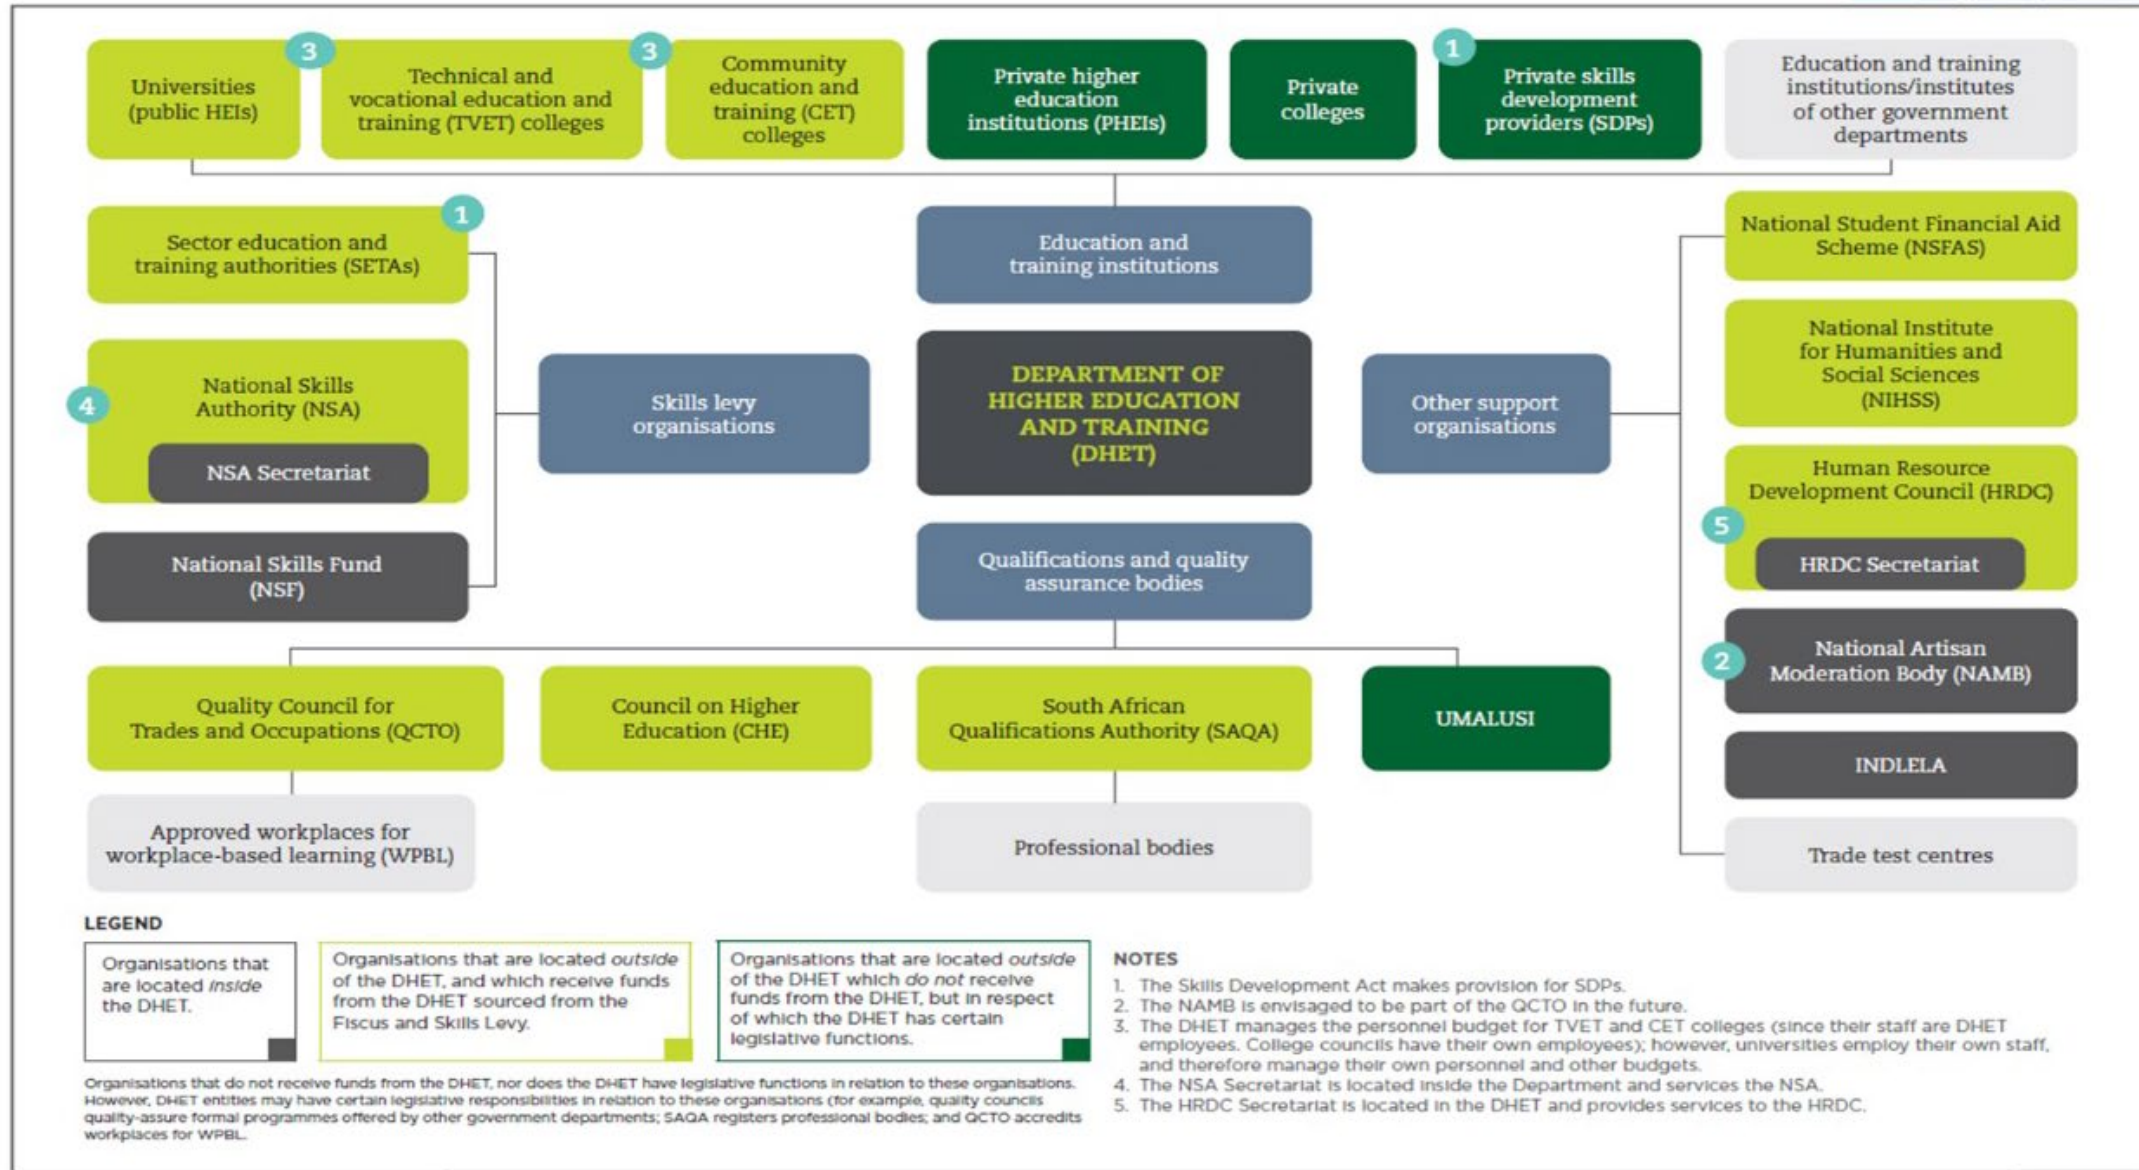 3
3
1
Universities
(public HEIs)
Technical and
vocational education and
training (TVET) colleges
Community
education and
training (CET)
colleges
Private higher
education
institutions (PHEIs)
Private
colleges
Private skills
development
providers (SDPs)
Education and training
institutions/institutes
of other government
departments
1
Sector education and
training authorities (SETAs)
Education and
training institutions
National Student Financial Aid
Scheme (NSFAS)
4
National Skills
Authority (NSA)
NSA Secretariat
Skills levy
organisations
DEPARTMENT OF
HIGHER EDUCATION
AND TRAINING
(DHET)
Other support
organisations
National Institute
for Humanities and
Social Sciences
(NIHSS)
Human Resource
Development Council (HRDC)
5
HRDC Secretariat
National Skills Fund
(NSF)
Qualifications and quality
assurance bodies
2
National Artisan
Moderation Body (NAMB)
Quality Council for
Trades and Occupations (QCTO)
Council on Higher
Education (CHE)
South African
Qualifications Authority (SAQA)
UMALUSI
INDLELA
Approved workplaces for
workplace-based learning (WPBL)
Professional bodies
Trade test centres
LEGEND
Organisations that
are located inside
the DHET.
Organisations that are located outside
of the DHET, and which receive funds
from the DHET sourced from the
Fiscus and Skills Levy.
Organisations that are located outside
of the DHET which do not receive
funds from the DHET, but in respect
of which the DHET has certain
legislative functions.
Organisations that do not receive funds from the DHET, nor does the DHET have legislative functions in relation to these organisations.
However, DHET entities may have certain legislative responsibilities in relation to these organisations (for example, quality councils
quality-assure formal programmes offered by other government departments; SAQA registers professional bodies; and QCTO accredits
workplaces for WPBL.
NOTES
1. The Skills Development Act makes provision for SDPs.
2. The NAMB is envisaged to be part of the QCTO in the future.
3. The DHET manages the personnel budget for TVET and CET colleges (since their staff are DHET
employees. College councils have their own employees); however, universities employ their own staff,
and therefore manage their own personnel and other budgets.
4. The NSA Secretariat is located inside the Department and services the NSA.
5. The HRDC Secretariat is located in the DHET and provides services to the HRDC.